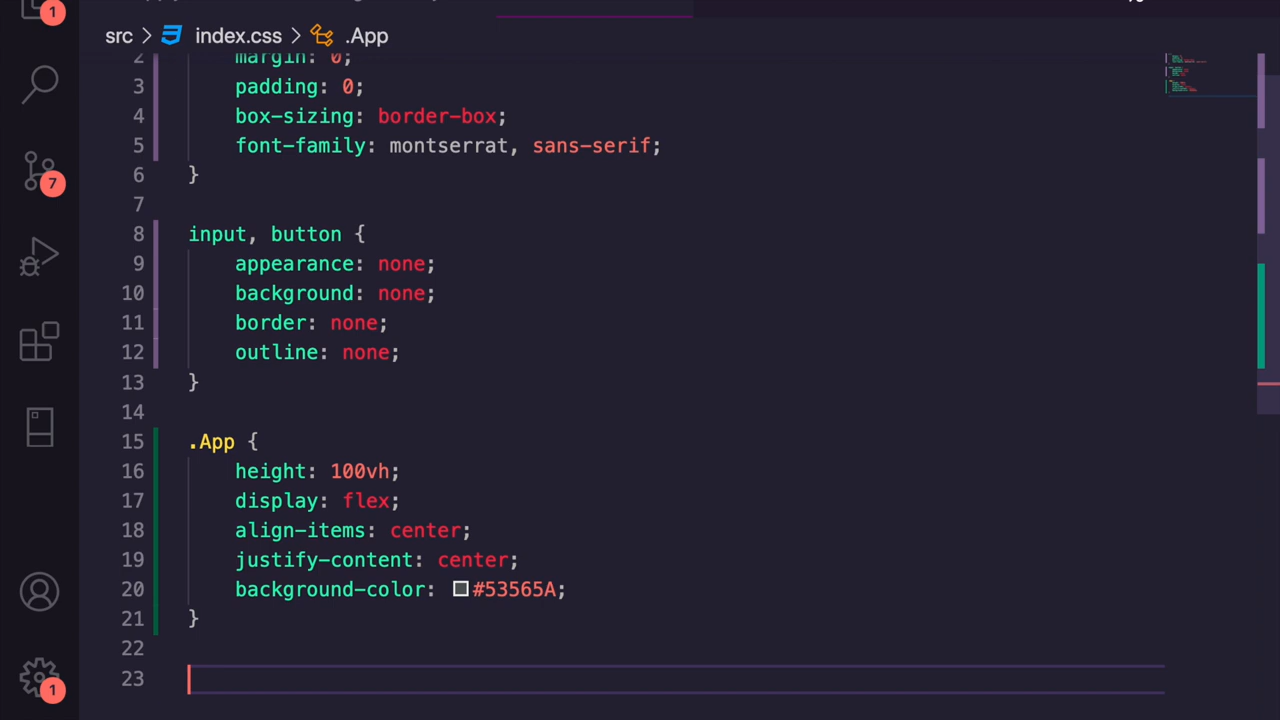 1
src > index.css > .App
2 margin: 0;
3 padding: 0;
4 box-sizing: border-box;
5 font-family: montserrat, sans-serif;
6 }
7
7
8 input, button {
9 appearance: none;
10 background: none;
11 border: none;
12 outline: none;
13 }
14
15 .App {
16 height: 100vh;
17 display: flex;
18 align-items: center;
19 justify-content: center;
20 background-color: #53565A;
21 }
22
23
1